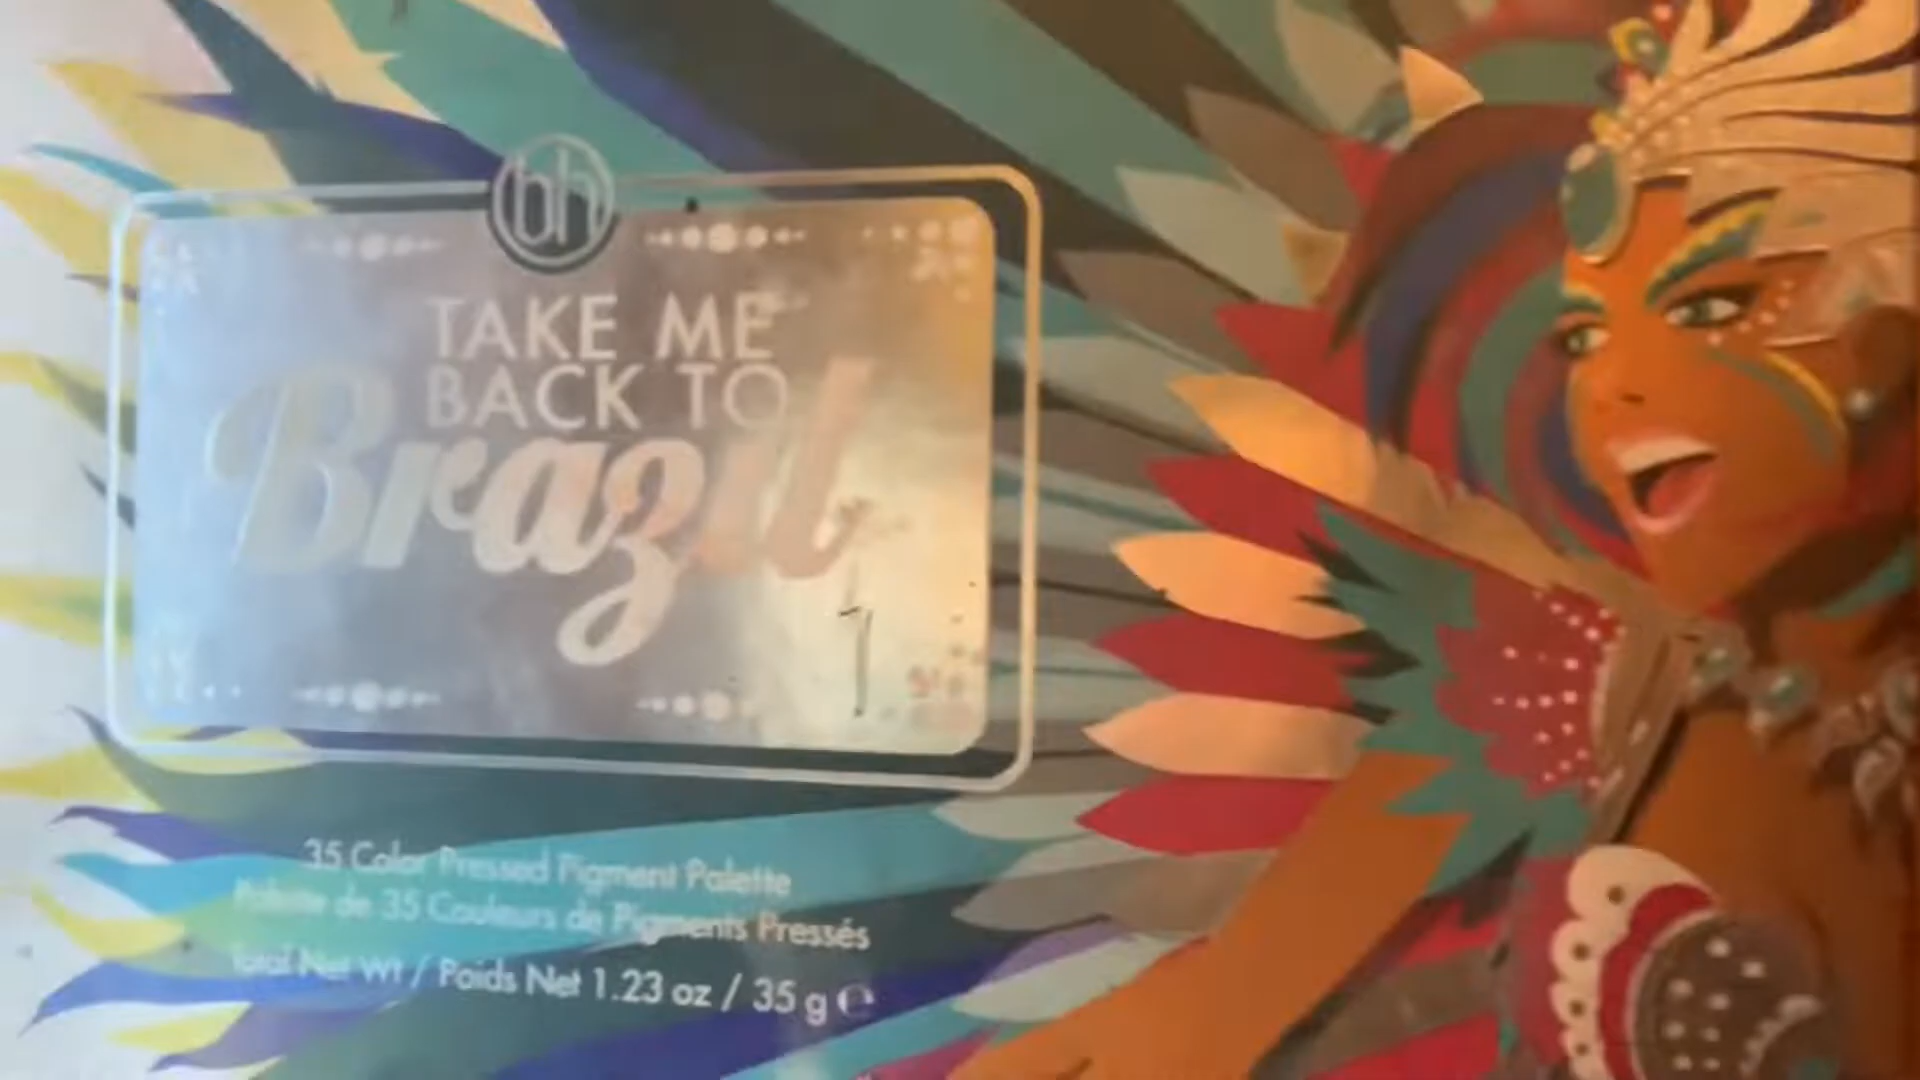 bh
TAKE ME
BACK TO
Brazil
35 Color Pressed Pigment Palette
Palette de 35 Couleurs de Pigments Pressés
Total Net Wt / Poids Net 1.23 oz / 35 g ℮